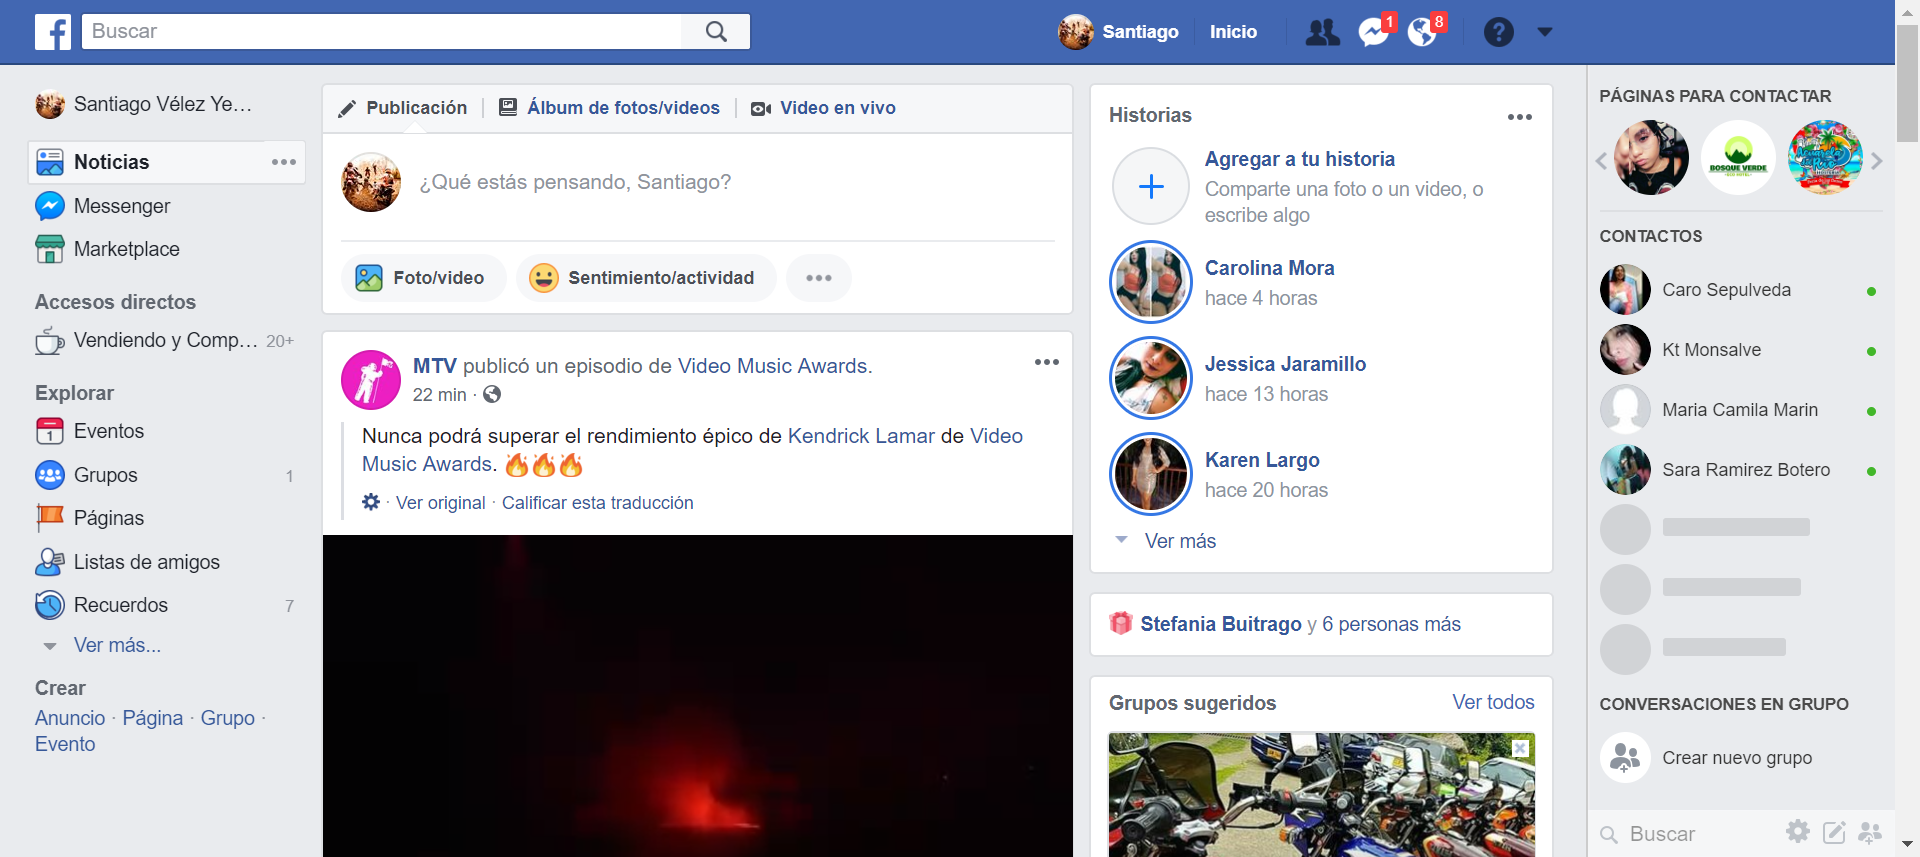 Buscar
Santiago
Inicio
1
8
Santiago Vélez Ye...
Noticias
Messenger
Marketplace
Accesos directos
Vendiendo y Comp... 20+
Explorar
1
Eventos
Grupos 1
Páginas
Listas de amigos
Recuerdos 7
Ver más...
Crear
Anuncio · Página · Grupo ·
Evento
Publicación
Álbum de fotos/videos
Video en vivo
¿Qué estás pensando, Santiago?
Foto/video
Sentimiento/actividad
MTV publicó un episodio de Video Music Awards.
22 min ·
Nunca podrá superar el rendimiento épico de Kendrick Lamar de Video
Music Awards. 🔥🔥🔥
· Ver original · Calificar esta traducción
Historias
Agregar a tu historia
Comparte una foto o un video, o
escribe algo
Carolina Mora
hace 4 horas
Jessica Jaramillo
hace 13 horas
Karen Largo
hace 20 horas
Ver más
Stefania Buitrago y 6 personas más
Grupos sugeridos
Ver todos
PÁGINAS PARA CONTACTAR
BOSQUE VERDE
CONTACTOS
Caro Sepulveda
Kt Monsalve
Maria Camila Marin
Sara Ramirez Botero
CONVERSACIONES EN GRUPO
Crear nuevo grupo
Buscar